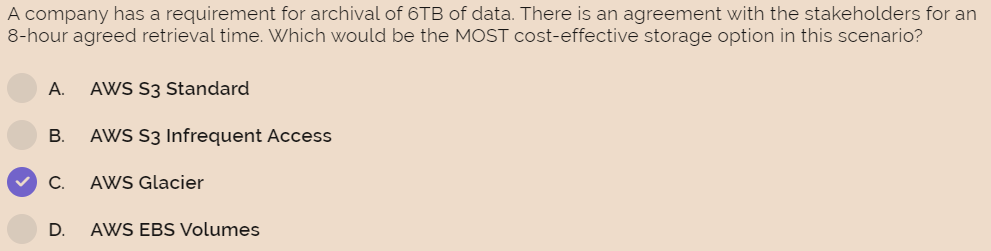 A company has a requirement for archival of 6TB of data. There is an agreement with the stakeholders for an
8-hour agreed retrieval time. Which would be the MOST cost-effective storage option in this scenario?
A. AWS S3 Standard
B. AWS S3 Infrequent Access
C. AWS Glacier
D. AWS EBS Volumes